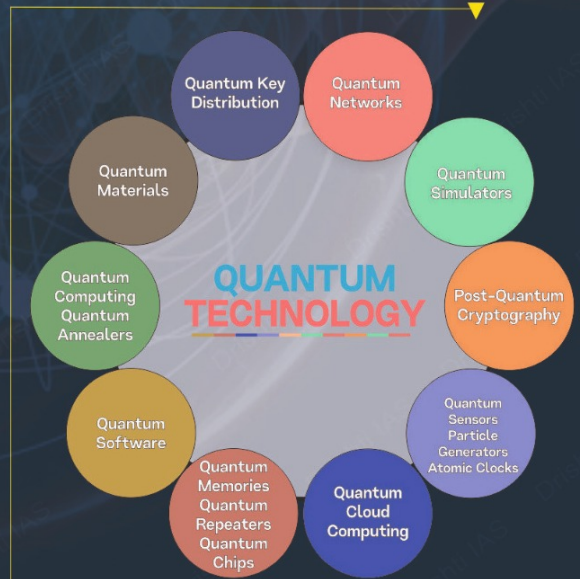 Quantum Key
Distribution
Quantum
Networks
Quantum
Materials
Quantum
Simulators
Quantum
Computing
Quantum
Annealers
QUANTUM
TECHNOLOGY
Post-Quantum
Cryptography
Quantum
Software
Quantum
Sensors
Particle
Generators
Atomic Clocks
Quantum
Memories
Quantum
Repeaters
Quantum
Chips
Quantum
Cloud
Computing